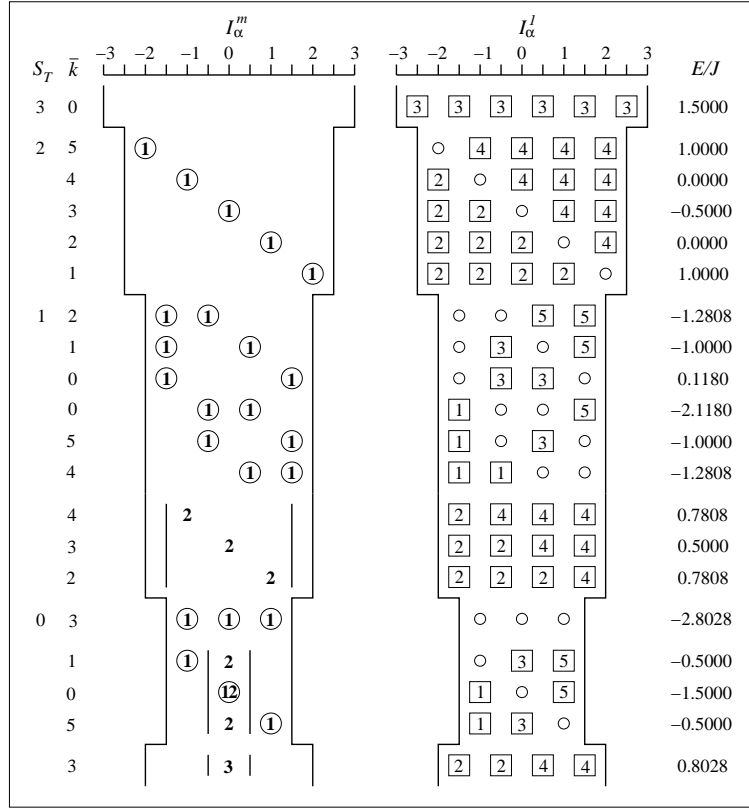 I_α^m I_α^l
−3 −2 −1 0 1 2 3 −3 −2 −1 0 1 2 3
S_T k̄ E/J
3 0 3 3 3 3 3 3 1.5000
2 5 1 4 4 4 4 1.0000
4 1 2 4 4 4 0.0000
3 1 2 2 4 4 −0.5000
2 1 2 2 2 4 0.0000
1 1 2 2 2 2 1.0000
1 2 1 1 5 5 −1.2808
1 1 1 3 5 −1.0000
0 1 1 3 3 0.1180
0 1 1 1 5 −2.1180
5 1 1 1 3 −1.0000
4 1 1 1 1 −1.2808
4 2 2 4 4 4 0.7808
3 2 2 2 4 4 0.5000
2 2 2 2 2 4 0.7808
0 3 1 1 1 −2.8028
1 1 2 3 5 −0.5000
0 12 1 5 −1.5000
5 2 1 1 3 −0.5000
3 3 2 2 4 4 0.8028